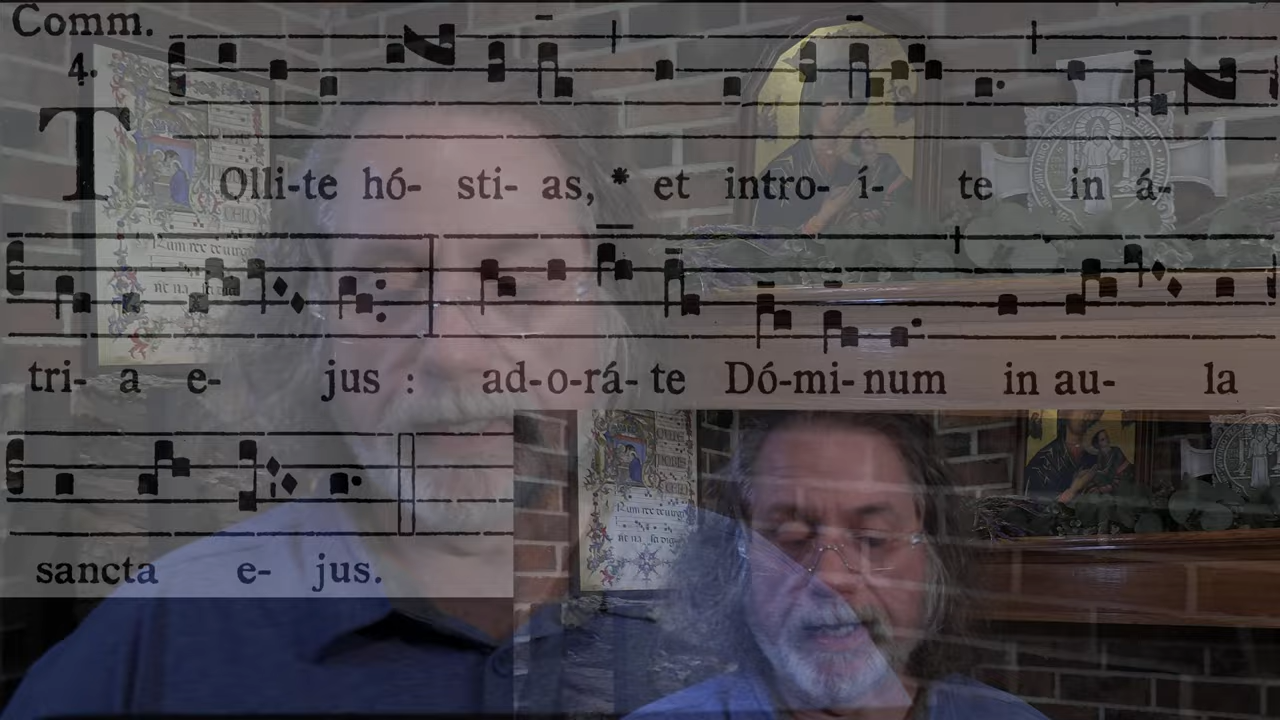 Comm.
4.
TOlli-te hó- sti- as, * et intro- í- te in á-
tri- a e- jus : ad-o-rá- te Dó-mi-num in au- la
sancta e- jus.